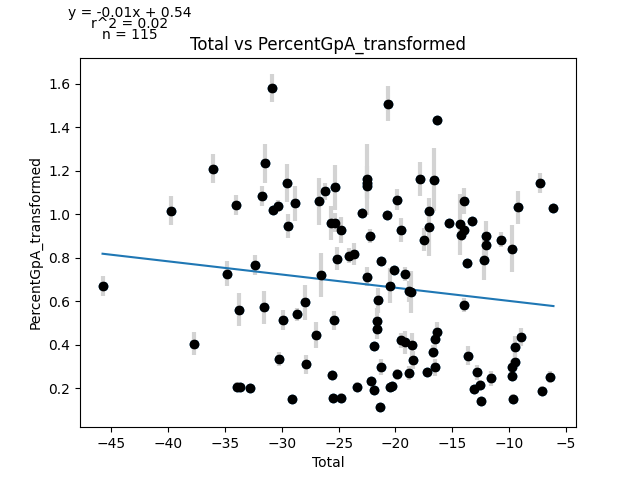 y = -0.01x + 0.54
r^2 = 0.02
n = 115
Total vs PercentGpA_transformed
PercentGpA_transformed
1.6
1.4
1.2
1.0
0.8
0.6
0.4
0.2
−45 −40 −35 −30 −25 −20 −15 −10 −5
Total